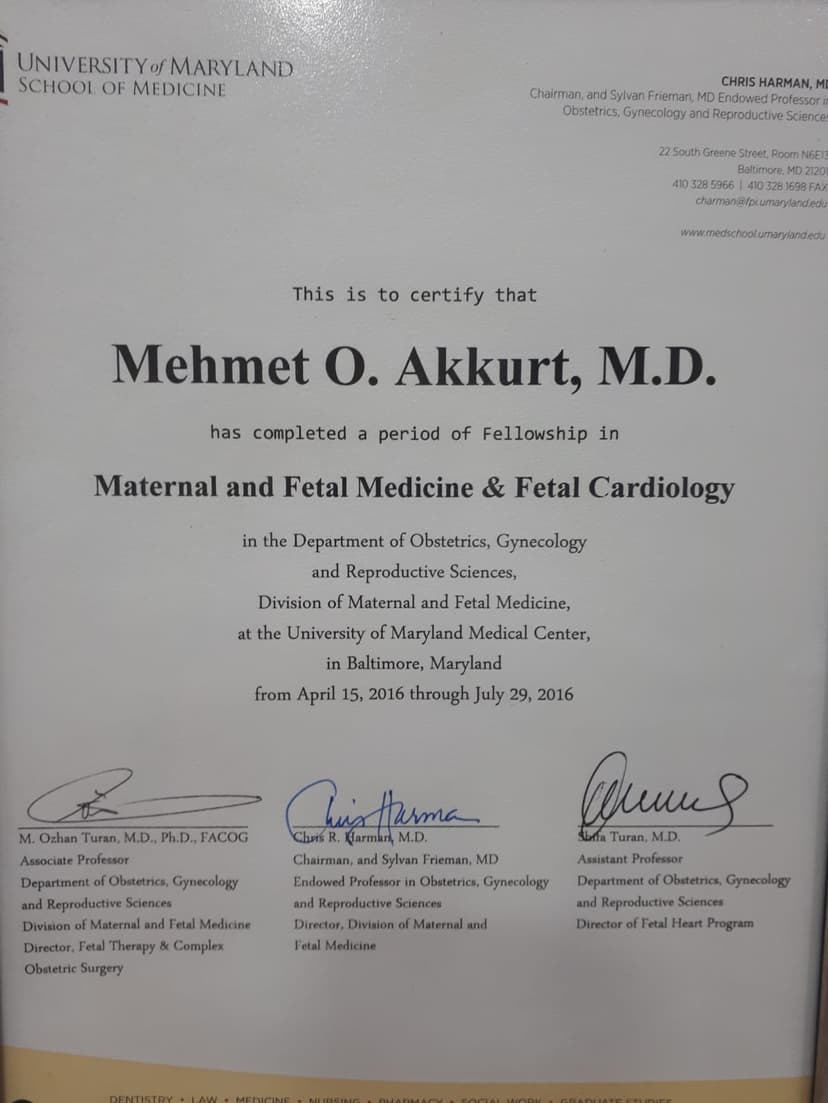 UNIVERSITY of MARYLAND
SCHOOL OF MEDICINE
CHRIS HARMAN, MD
Chairman, and Sylvan Frieman, MD Endowed Professor in
Obstetrics, Gynecology and Reproductive Sciences
22 South Greene Street, Room N6E13
Baltimore, MD 21201
410 328 5966 | 410 328 1698 FAX
charman@fpi.umaryland.edu
www.medschool.umaryland.edu
This is to certify that
Mehmet O. Akkurt, M.D.
has completed a period of Fellowship in
Maternal and Fetal Medicine & Fetal Cardiology
in the Department of Obstetrics, Gynecology
and Reproductive Sciences,
Division of Maternal and Fetal Medicine,
at the University of Maryland Medical Center,
in Baltimore, Maryland
from April 15, 2016 through July 29, 2016
Chris Harman
M. Ozhan Turan, M.D., Ph.D., FACOG
Associate Professor
Department of Obstetrics, Gynecology
and Reproductive Sciences
Division of Maternal and Fetal Medicine
Director, Fetal Therapy & Complex
Obstetric Surgery
Chris R. Harman, M.D.
Chairman, and Sylvan Frieman, MD
Endowed Professor in Obstetrics, Gynecology
and Reproductive Sciences
Director, Division of Maternal and
Fetal Medicine
Turan, M.D.
Assistant Professor
Department of Obstetrics, Gynecology
and Reproductive Sciences
Director of Fetal Heart Program
DENTISTRY • LAW • MEDICINE • NURSING • PHARMACY • SOCIAL WORK • GRADUATE STUDIES